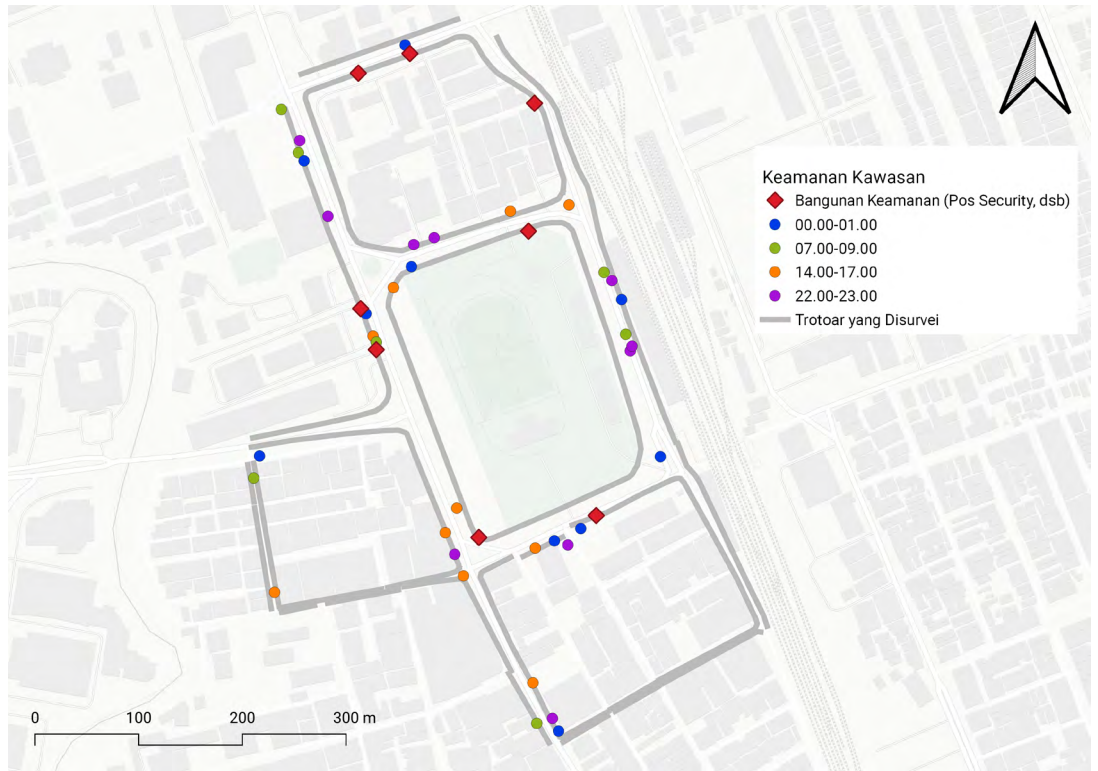 Keamanan Kawasan
Bangunan Keamanan (Pos Security, dsb)
00.00-01.00
07.00-09.00
14.00-17.00
22.00-23.00
Trotoar yang Disurvei
0 100 200 300 m